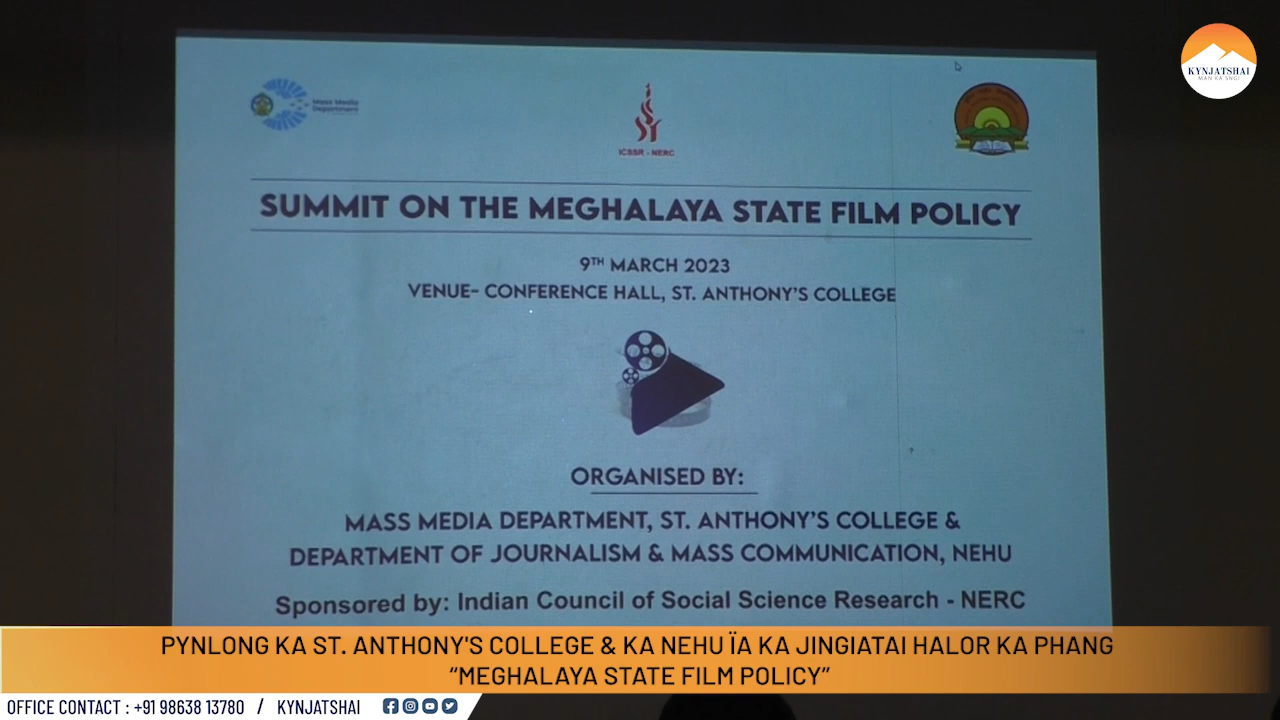 KYNJATSHAI
MAN KA SNGI
Mass Media
Department
ICSSR - NERC
SUMMIT ON THE MEGHALAYA STATE FILM POLICY
9TH MARCH 2023
VENUE- CONFERENCE HALL, ST. ANTHONY'S COLLEGE
ORGANISED BY:
MASS MEDIA DEPARTMENT, ST. ANTHONY'S COLLEGE &
DEPARTMENT OF JOURNALISM & MASS COMMUNICATION, NEHU
Sponsored by: Indian Council of Social Science Research - NERC
PYNLONG KA ST. ANTHONY'S COLLEGE & KA NEHU ÏA KA JINGIATAI HALOR KA PHANG
“MEGHALAYA STATE FILM POLICY”
OFFICE CONTACT : +91 98638 13780 / KYNJATSHAI